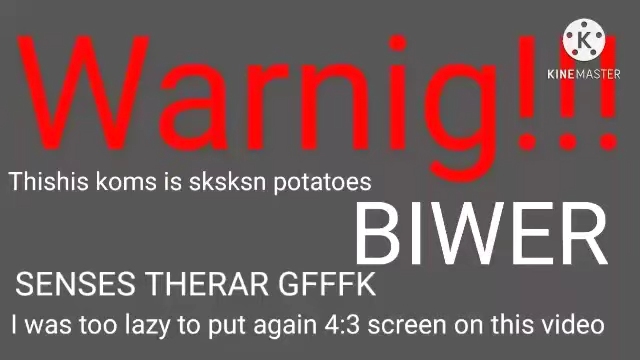 Warnig!!!
KINEMASTER
Thishis koms is sksksn potatoes
BIWER
SENSES THERAR GFFFK
I was too lazy to put again 4:3 screen on this video